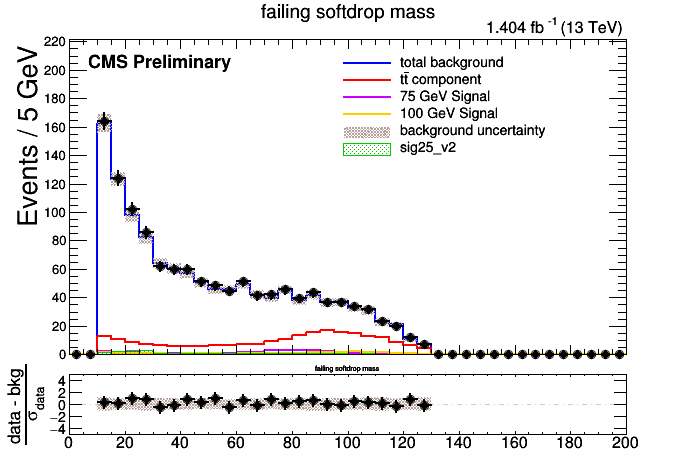 failing softdrop mass
1.404 fb⁻¹ (13 TeV)
CMS Preliminary
total background
tt̄ component
75 GeV Signal
100 GeV Signal
background uncertainty
sig25_v2
Events / 5 GeV
220
200
180
160
140
120
100
80
60
40
20
0
failing softdrop mass
data - bkg
σ data
4
2
0
−2
−4
0 20 40 60 80 100 120 140 160 180 200